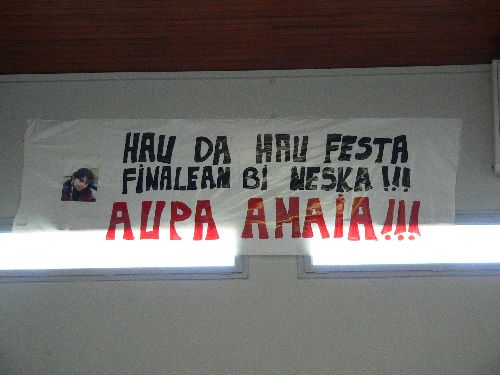 HAU DA HAU FESTA
FINALEAN BI NESKA!!!
AUPA AMAIA!!!